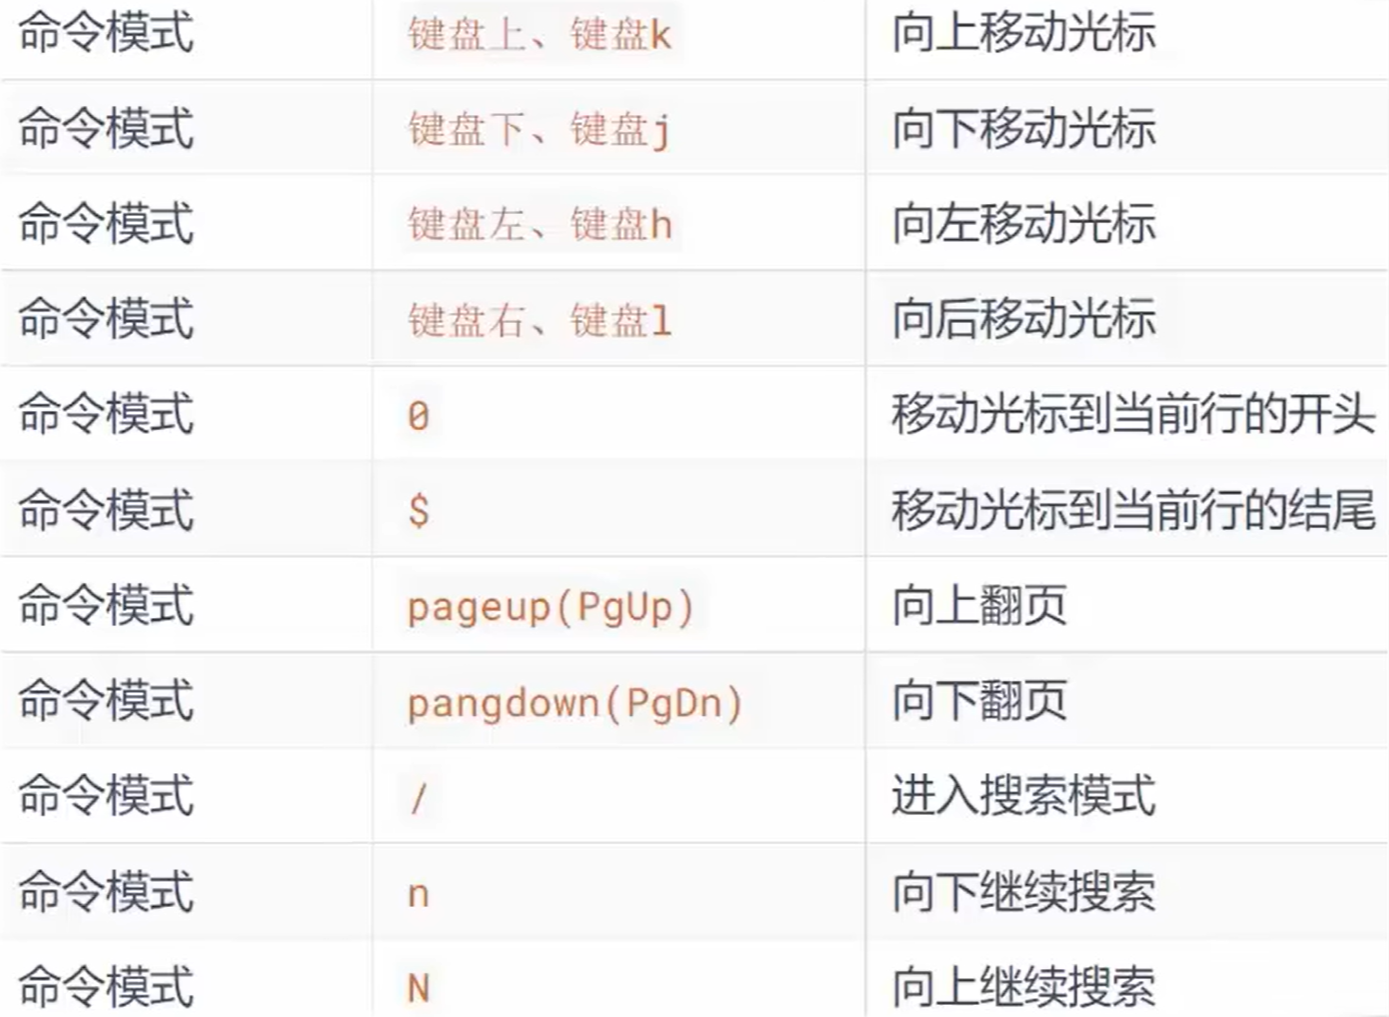 命令模式 键盘上、键盘k 向上移动光标
命令模式 键盘下、键盘j 向下移动光标
命令模式 键盘左、键盘h 向左移动光标
命令模式 键盘右、键盘l 向后移动光标
命令模式 0 移动光标到当前行的开头
命令模式 $ 移动光标到当前行的结尾
命令模式 pageup(PgUp) 向上翻页
命令模式 pangdown(PgDn) 向下翻页
命令模式 / 进入搜索模式
命令模式 n 向下继续搜索
命令模式 N 向上继续搜索